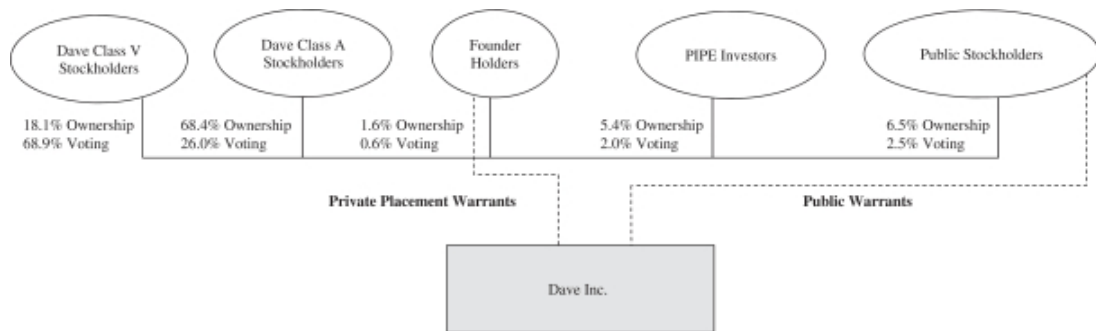 Dave Class V
Stockholders
Dave Class A
Stockholders
Founder
Holders
PIPE Investors
Public Stockholders
18.1% Ownership
68.9% Voting
68.4% Ownership
26.0% Voting
1.6% Ownership
0.6% Voting
5.4% Ownership
2.0% Voting
6.5% Ownership
2.5% Voting
Private Placement Warrants
Public Warrants
Dave Inc.